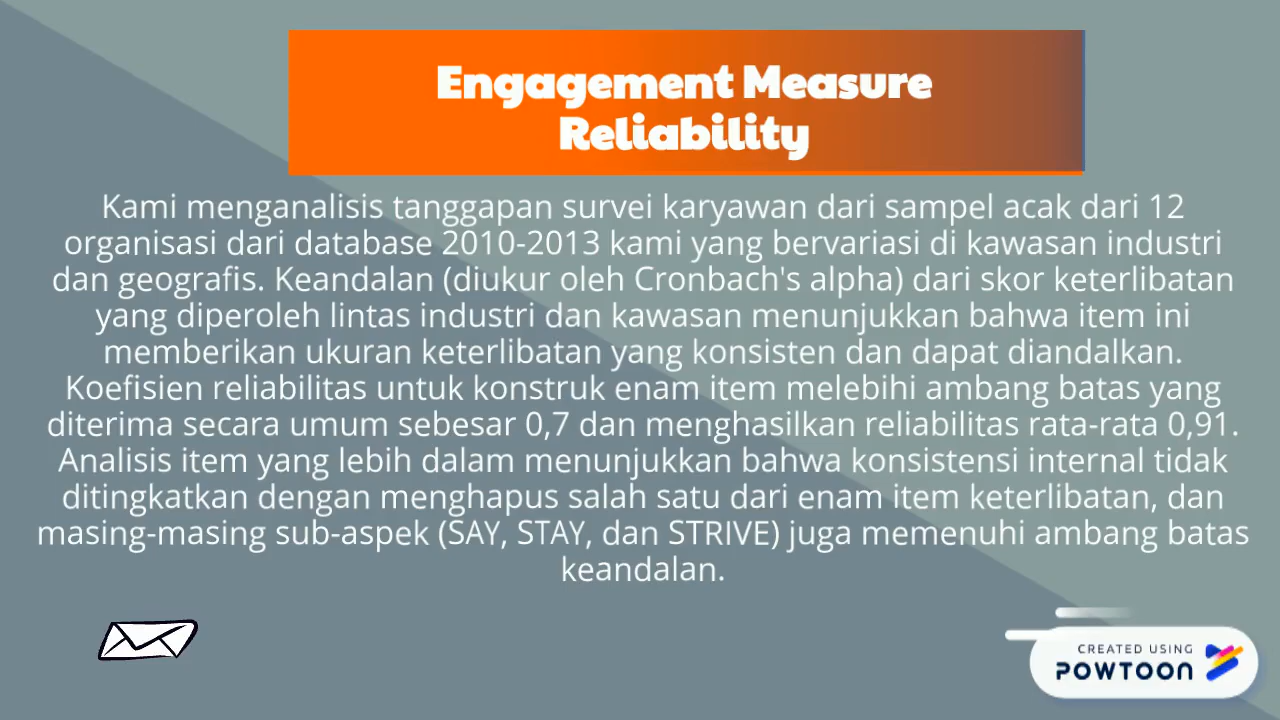 Engagement Measure
Reliability
Kami menganalisis tanggapan survei karyawan dari sampel acak dari 12
organisasi dari database 2010-2013 kami yang bervariasi di kawasan industri
dan geografis. Keandalan (diukur oleh Cronbach's alpha) dari skor keterlibatan
yang diperoleh lintas industri dan kawasan menunjukkan bahwa item ini
memberikan ukuran keterlibatan yang konsisten dan dapat diandalkan.
Koefisien reliabilitas untuk konstruk enam item melebihi ambang batas yang
diterima secara umum sebesar 0,7 dan menghasilkan reliabilitas rata-rata 0,91.
Analisis item yang lebih dalam menunjukkan bahwa konsistensi internal tidak
ditingkatkan dengan menghapus salah satu dari enam item keterlibatan, dan
masing-masing sub-aspek (SAY, STAY, dan STRIVE) juga memenuhi ambang batas
keandalan.
CREATED USING
POWTOON